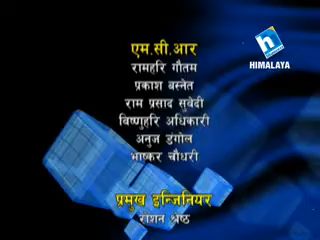 एम.सी.आर
रामहरि गौतम
प्रकाश बस्नेत
राम प्रसाद सुवेदी
विष्णुहरि अधिकारी
अनुज डंगोल
भाष्कर चौधरी
प्रमुख इन्जिनियर
रोशन श्रेष्ठ
h
HIMALAYA